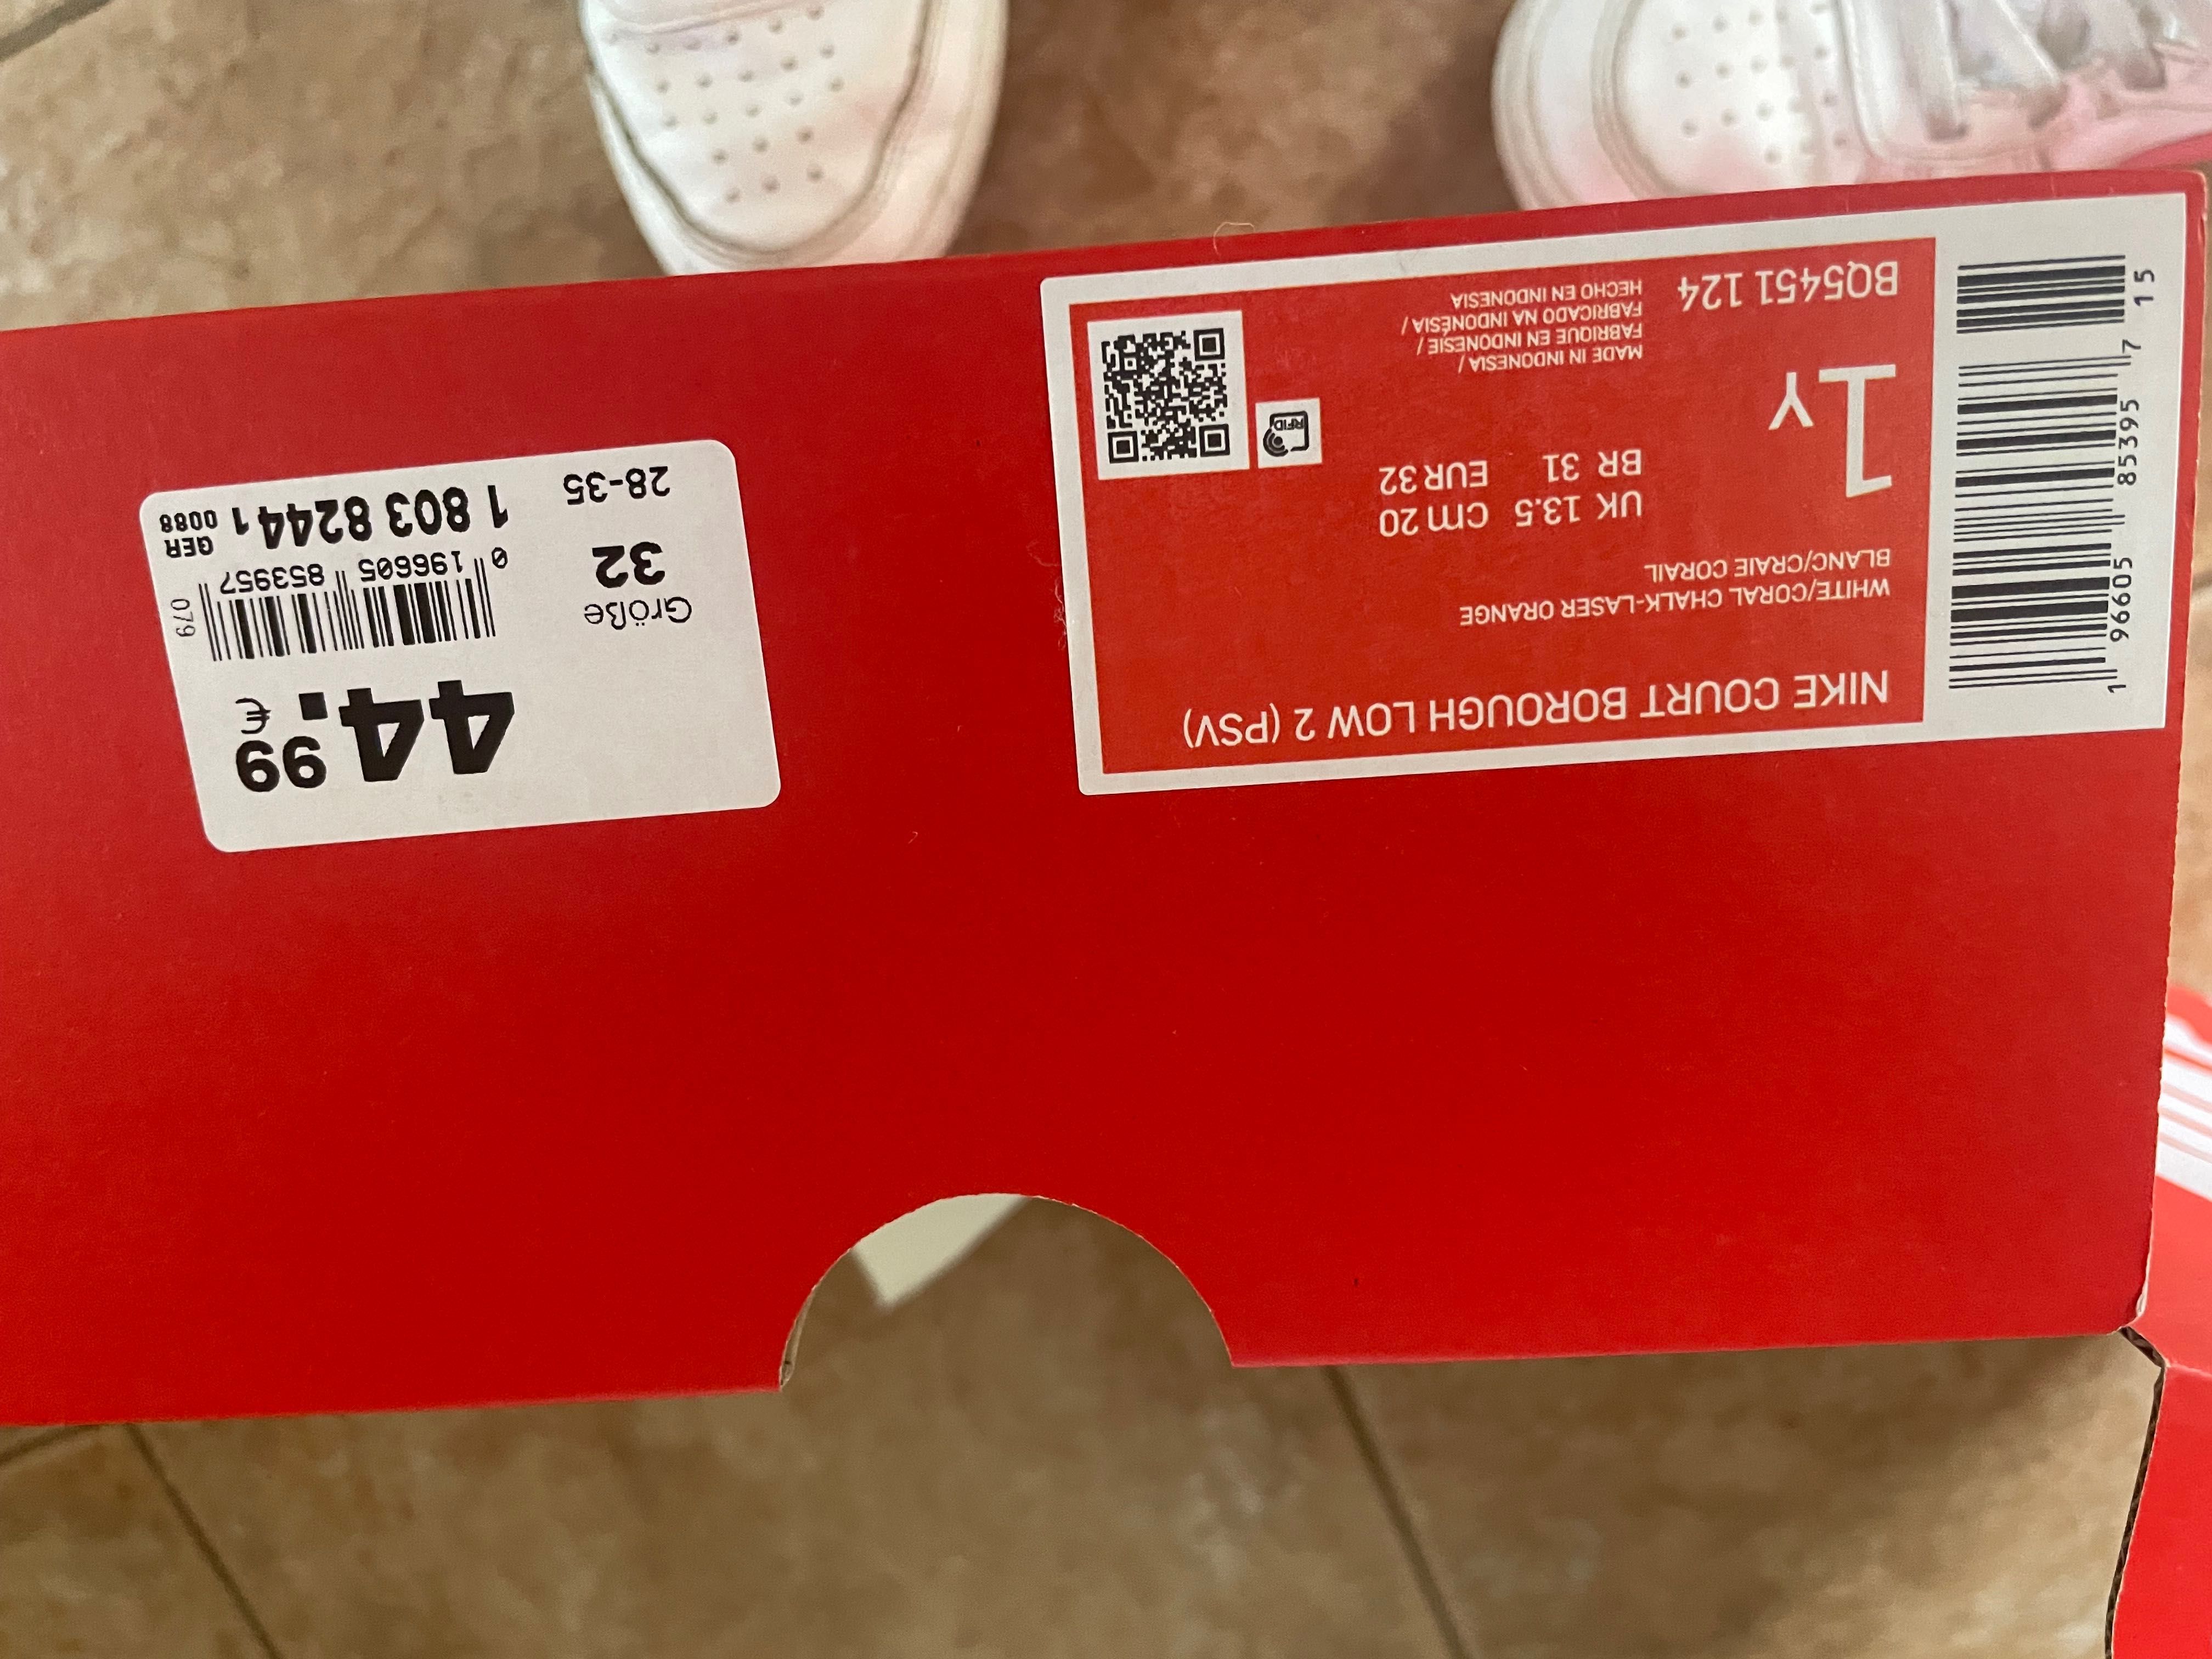 NIKE COURT BOROUGH LOW 2 (PSV)
WHITE/CORAL CHALK-LASER ORANGE
BLANC/CRAIE CORAIL
1Y
UK 13.5 cm 20
BR 31 EUR 32
MADE IN INDONESIA /
FABRIQUE EN INDONESIE /
FABRICADO NA INDONÉSIA /
HECHO EN INDONESIA
BQ5451 124
RFID
1 96605 85395 7 15
44.99 €
Größe
32
28-35
0 196605 853957
079
1 803 8244 1
GER
0088